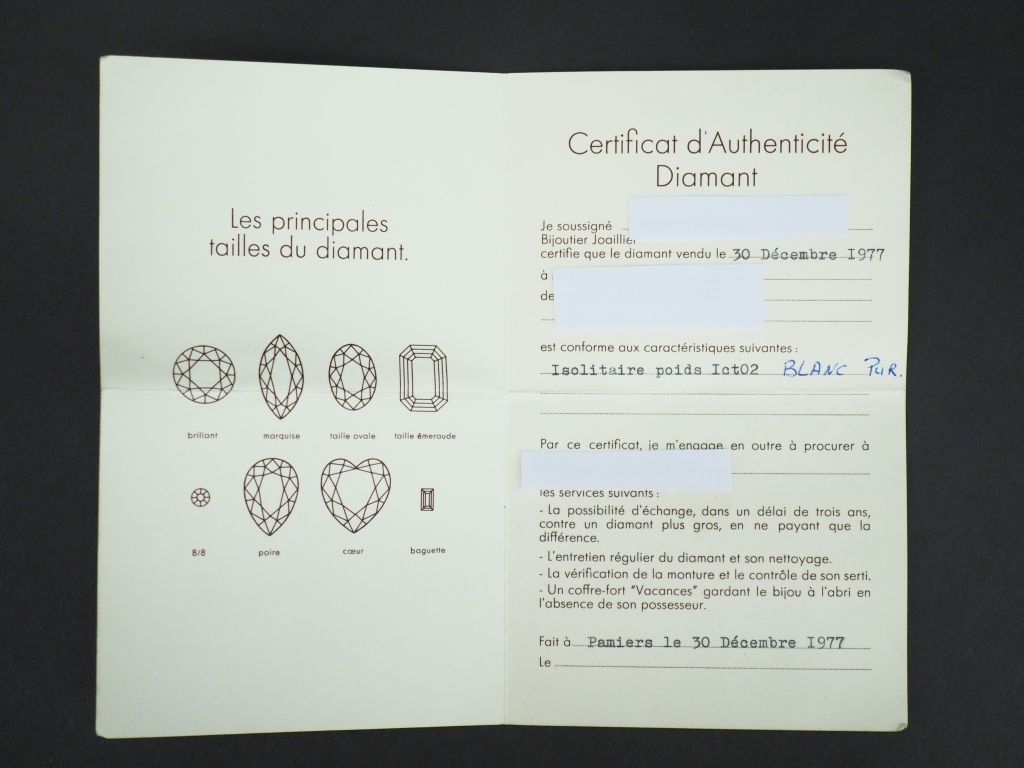 Les principales
tailles du diamant.
brillant
marquise
taille ovale
taille émeraude
8/8
poire
cœur
baguette
Certificat d'Authenticité
Diamant
Je soussigné
Bijoutier Joaillier
certifie que le diamant vendu le 30 Décembre I977
à
de
est conforme aux caractéristiques suivantes :
Isolitaire poids Ict02 BLANC PUR.
Par ce certificat, je m'engage en outre à procurer à
les services suivants :
- La possibilité d'échange, dans un délai de trois ans,
contre un diamant plus gros, en ne payant que la
différence.
- L'entretien régulier du diamant et son nettoyage.
- La vérification de la monture et le contrôle de son serti.
- Un coffre-fort "Vacances" gardant le bijou à l'abri en
l'absence de son possesseur.
Fait à Pamiers le 30 Décembre I977
Le